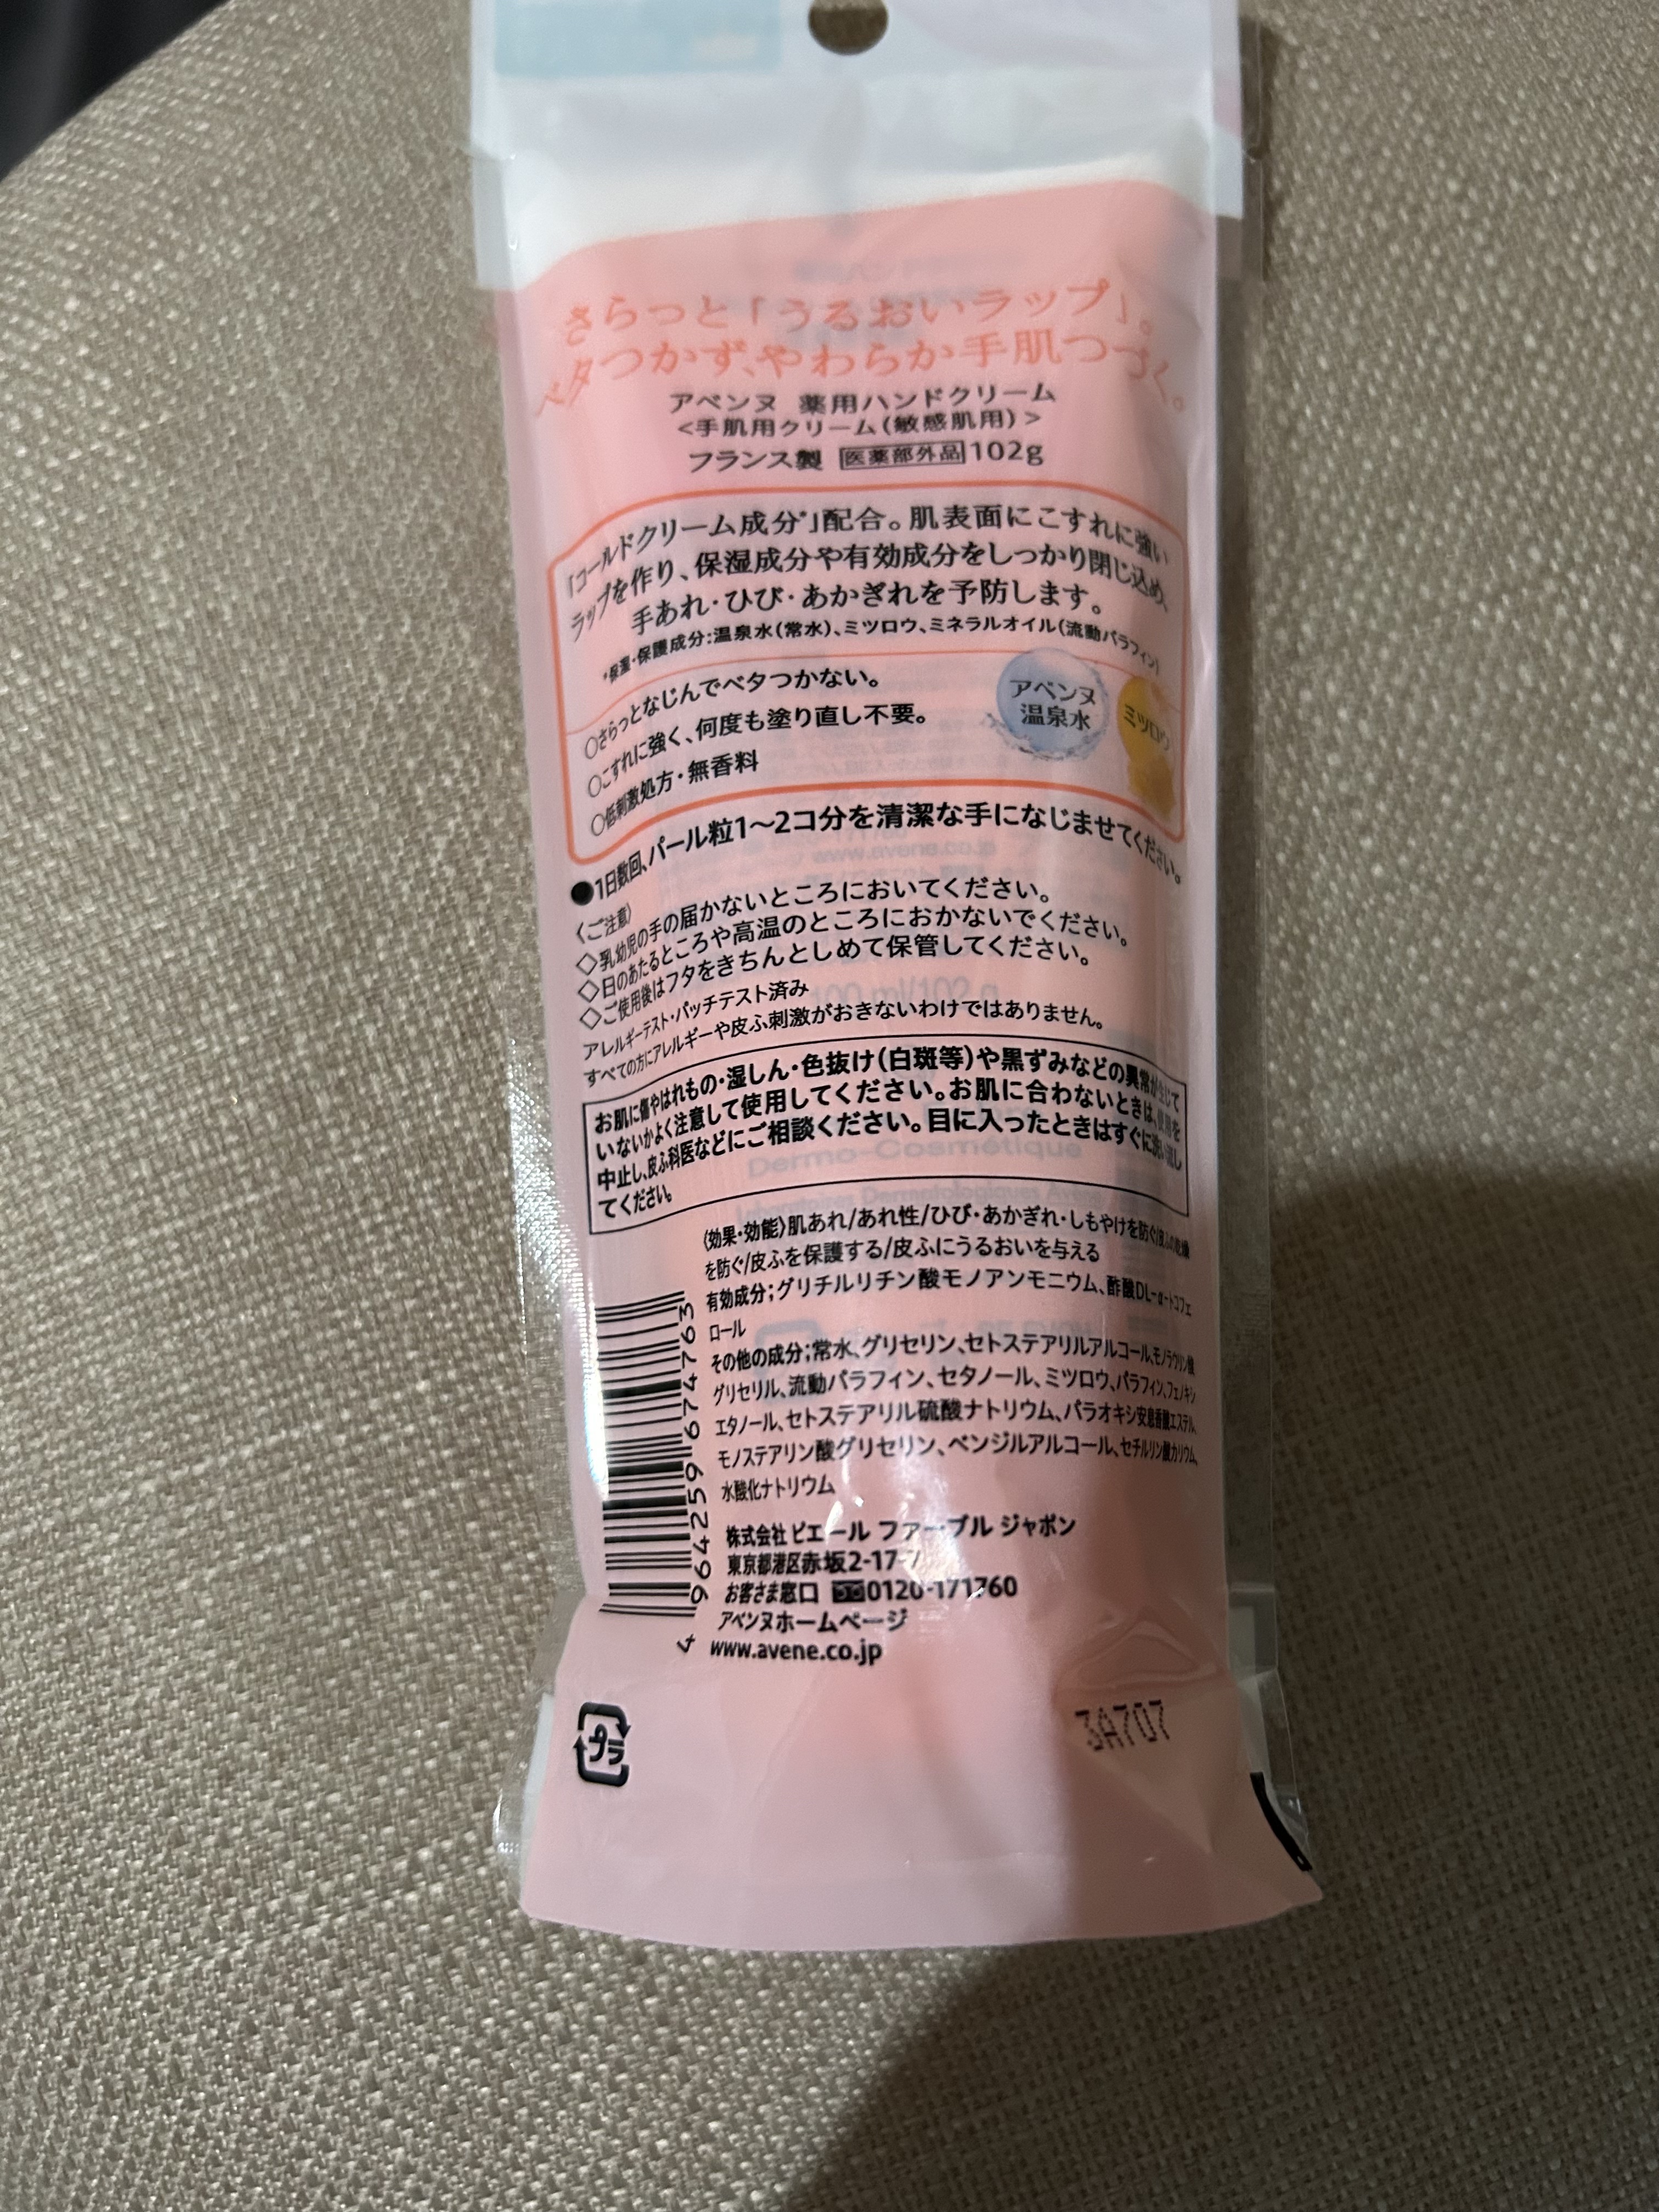 さらっと「うるおいラップ」。
ベタつかず、やわらか手肌つづく。
アベンヌ 薬用ハンドクリーム
<手肌用クリーム(敏感肌用)>
フランス製 医薬部外品 102g
「コールドクリーム成分*」配合。肌表面にこすれに強い
ラップを作り、保湿成分や有効成分をしっかり閉じ込め、
手あれ・ひび・あかぎれを予防します。
*保湿・保護成分:温泉水(常水)、ミツロウ、ミネラルオイル(流動パラフィン)
○さらっとなじんでベタつかない。
○こすれに強く、何度も塗り直し不要。
○低刺激処方・無香料
アベンヌ
温泉水
ミツロウ
●1日数回、パール粒1〜2コ分を清潔な手になじませてください。
〈ご注意〉
◇乳幼児の手の届かないところにおいてください。
◇日のあたるところや高温のところにおかないでください。
◇ご使用後はフタをきちんとしめて保管してください。
アレルギーテスト・パッチテスト済み
すべての方にアレルギーや皮ふ刺激がおきないわけではありません。
お肌に傷やはれもの・湿しん・色抜け(白斑等)や黒ずみなどの異常が生じて
いないかよく注意して使用してください。お肌に合わないときは、使用を
中止し、皮ふ科医などにご相談ください。目に入ったときはすぐに洗い流し
てください。
〈効果・効能〉肌あれ/あれ性/ひび・あかぎれ・しもやけを防ぐ/皮ふの乾燥
を防ぐ/皮ふを保護する/皮ふにうるおいを与える
有効成分;グリチルリチン酸モノアンモニウム、酢酸DL-α-トコフェ
ロール
その他の成分;常水、グリセリン、セトステアリルアルコール、モノラウリン酸
グリセリル、流動パラフィン、セタノール、ミツロウ、パラフィン、フェノキシ
エタノール、セトステアリル硫酸ナトリウム、パラオキシ安息香酸エステル、
モノステアリン酸グリセリン、ベンジルアルコール、セチルリン酸カリウム、
水酸化ナトリウム
株式会社ピエール ファーブル ジャポン
東京都港区赤坂2-17-7
お客さま窓口 0120-171760
アベンヌホームページ
www.avene.co.jp
4 964259 674763
プラ
3A707
www.avene.co.jp
100 ml/102 g
Dermo-Cosmétique